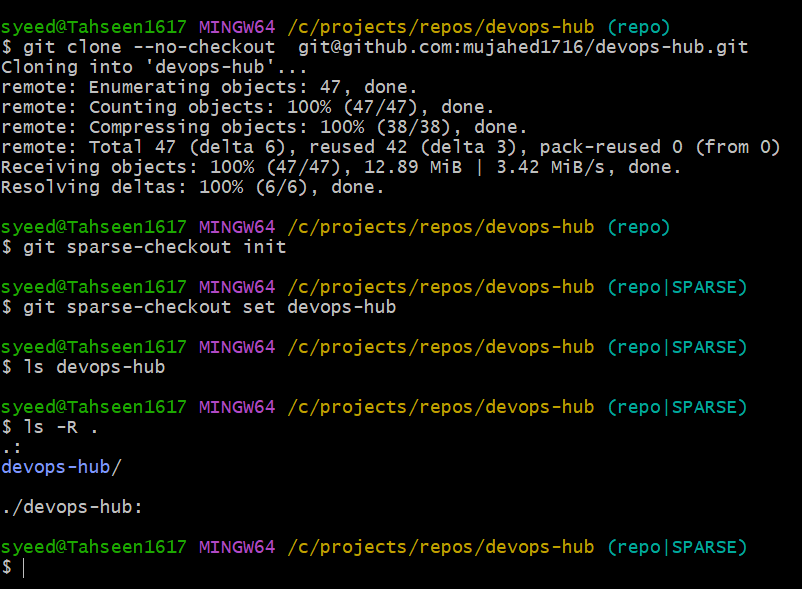 syeed@Tahseen1617 MINGW64 /c/projects/repos/devops-hub (repo)
$ git clone --no-checkout  git@github.com:mujahed1716/devops-hub.git
Cloning into 'devops-hub'...
remote: Enumerating objects: 47, done.
remote: Counting objects: 100% (47/47), done.
remote: Compressing objects: 100% (38/38), done.
remote: Total 47 (delta 6), reused 42 (delta 3), pack-reused 0 (from 0)
Receiving objects: 100% (47/47), 12.89 MiB | 3.42 MiB/s, done.
Resolving deltas: 100% (6/6), done.

syeed@Tahseen1617 MINGW64 /c/projects/repos/devops-hub (repo)
$ git sparse-checkout init

syeed@Tahseen1617 MINGW64 /c/projects/repos/devops-hub (repo|SPARSE)
$ git sparse-checkout set devops-hub

syeed@Tahseen1617 MINGW64 /c/projects/repos/devops-hub (repo|SPARSE)
$ ls devops-hub

syeed@Tahseen1617 MINGW64 /c/projects/repos/devops-hub (repo|SPARSE)
$ ls -R .
.:
devops-hub/

./devops-hub:

syeed@Tahseen1617 MINGW64 /c/projects/repos/devops-hub (repo|SPARSE)
$